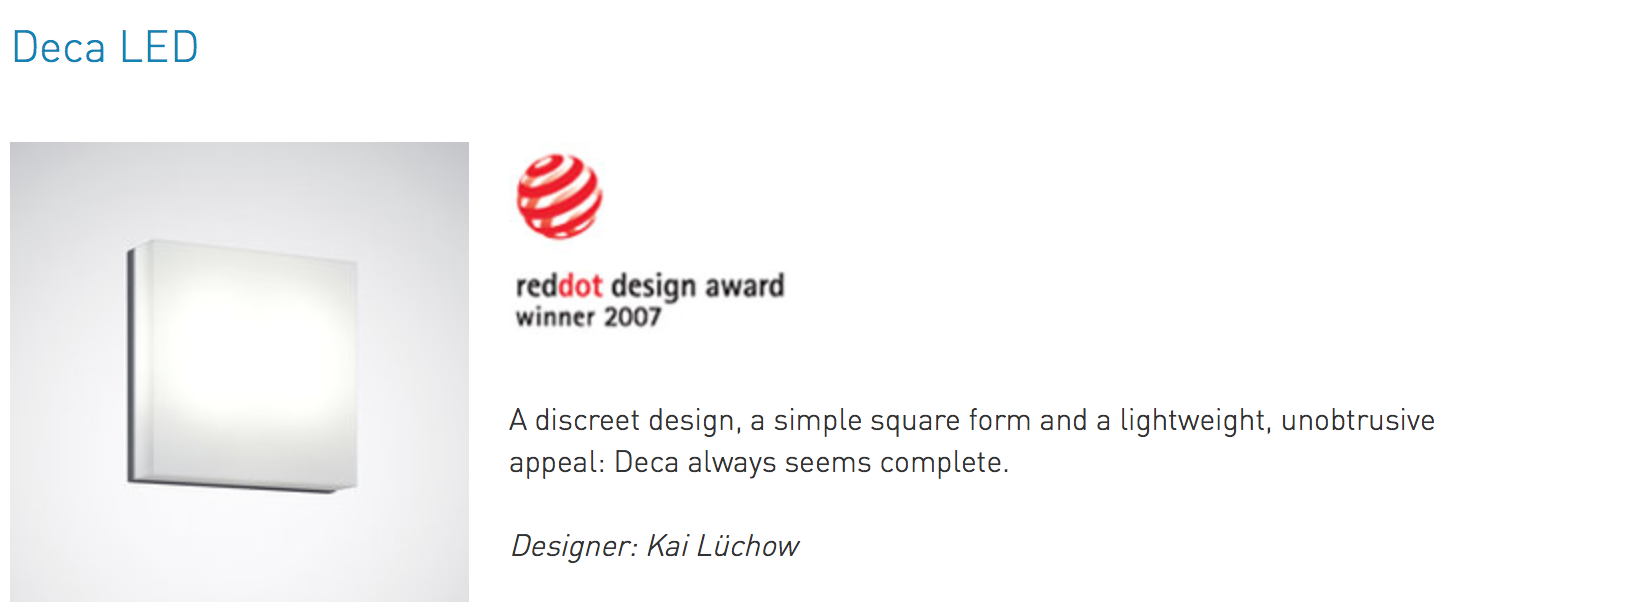 Deca LED
reddot design award
winner 2007
A discreet design, a simple square form and a lightweight, unobtrusive
appeal: Deca always seems complete.
Designer: Kai Lüchow